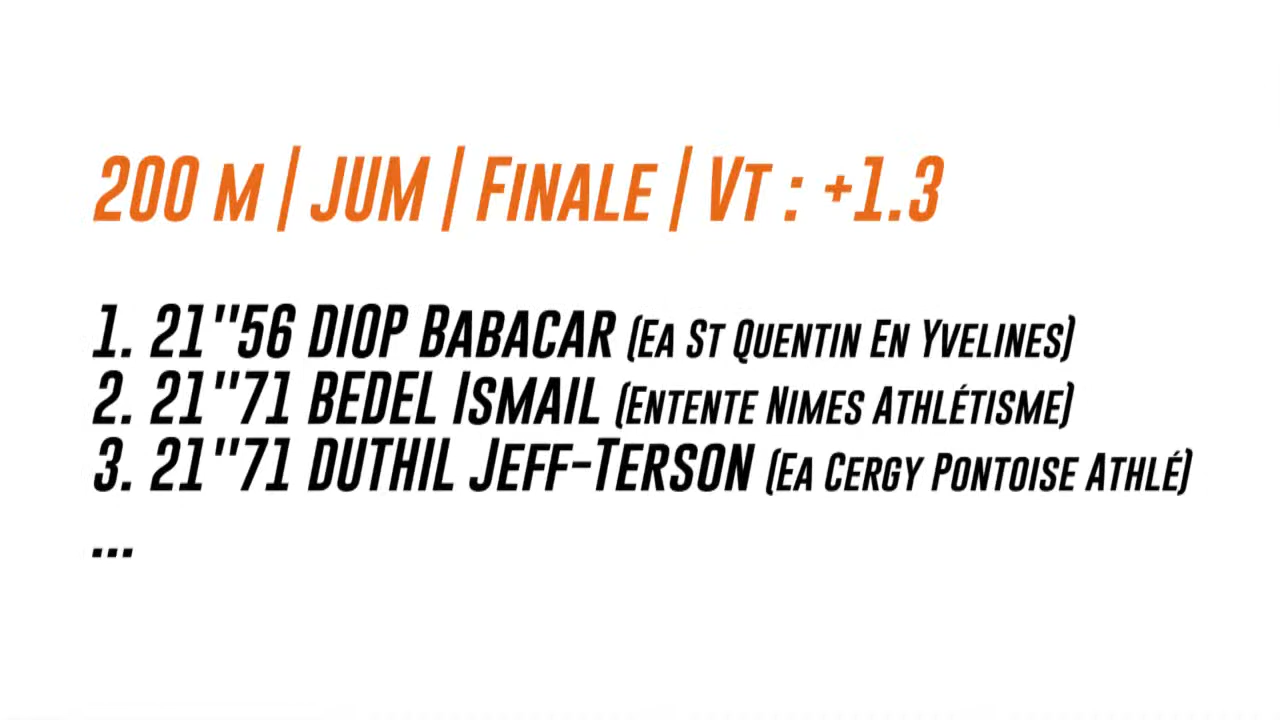 200 m | JUM | Finale | Vt : +1.3
1. 21''56 DIOP Babacar (Ea St Quentin En Yvelines)
2. 21''71 BEDEL Ismail (Entente Nimes Athlétisme)
3. 21''71 DUTHIL Jeff-Terson (Ea Cergy Pontoise Athlé)
...